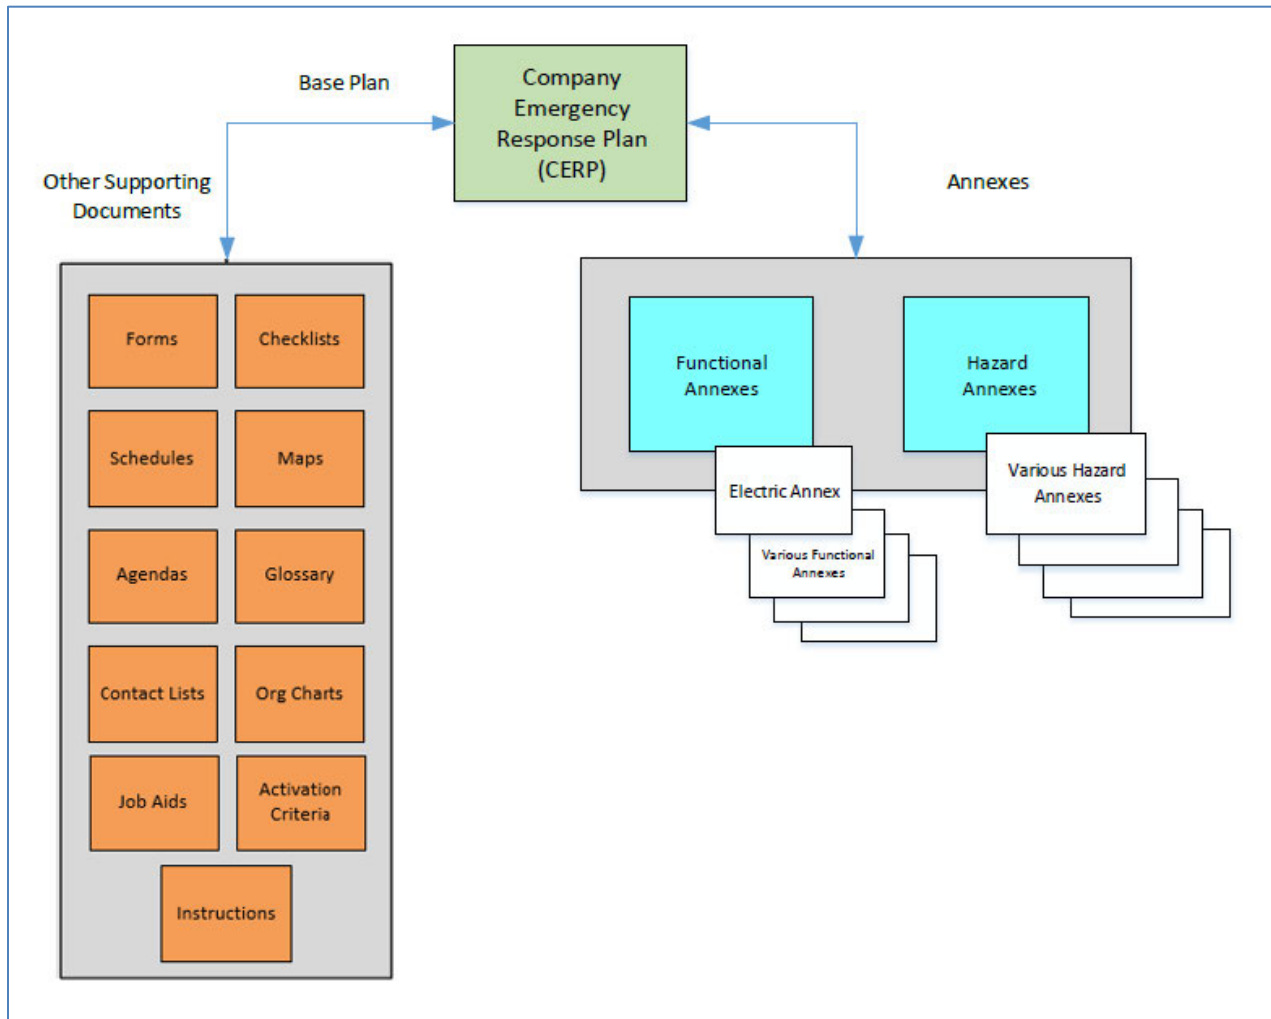 Base Plan
Company
Emergency
Response Plan
(CERP)
Other Supporting
Documents
Annexes
Forms
Checklists
Schedules
Maps
Agendas
Glossary
Contact Lists
Org Charts
Job Aids
Activation
Criteria
Instructions
Functional
Annexes
Hazard
Annexes
Electric Annex
Various Functional
Annexes
Various Hazard
Annexes